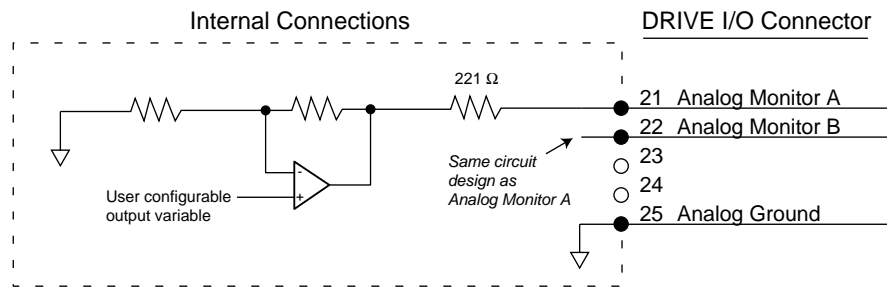 Internal Connections
DRIVE I/O Connector
221 Ω
21 Analog Monitor A
22 Analog Monitor B
23
24
25 Analog Ground
Same circuit
design as
Analog Monitor A
-
+
User configurable
output variable